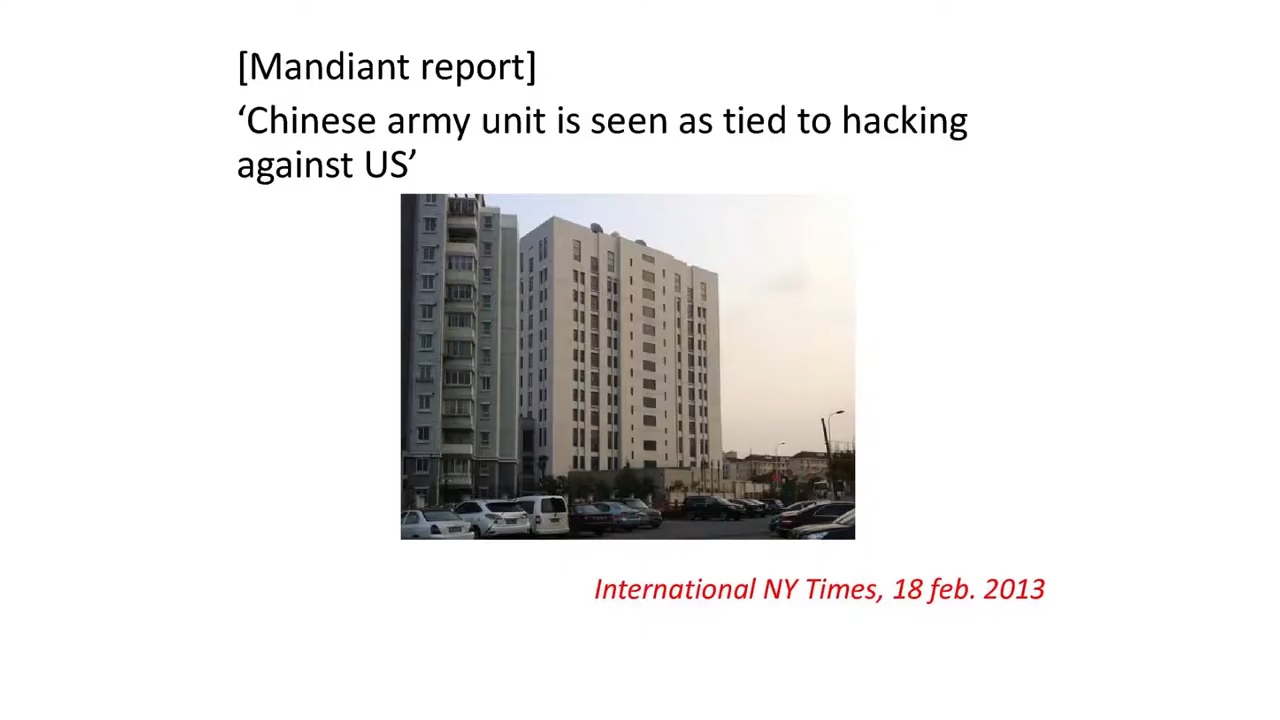 [Mandiant report]
‘Chinese army unit is seen as tied to hacking
against US’
International NY Times, 18 feb. 2013